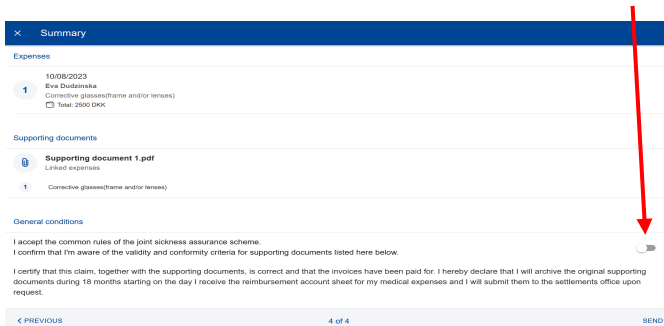 × Summary
Expenses
10/08/2023
1 Eva Dudzinska
Corrective glasses(frame and/or lenses)
Total: 2500 DKK
Supporting documents
Supporting document 1.pdf
Linked expenses
1 Corrective glasses(frame and/or lenses)
General conditions
I accept the common rules of the joint sickness assurance scheme.
I confirm that I'm aware of the validity and conformity criteria for supporting documents listed here below.
I certify that this claim, together with the supporting documents, is correct and that the invoices have been paid for. I hereby declare that I will archive the original supporting
documents during 18 months starting on the day I receive the reimbursement account sheet for my medical expenses and I will submit them to the settlements office upon
request.
< PREVIOUS 4 of 4 SEND